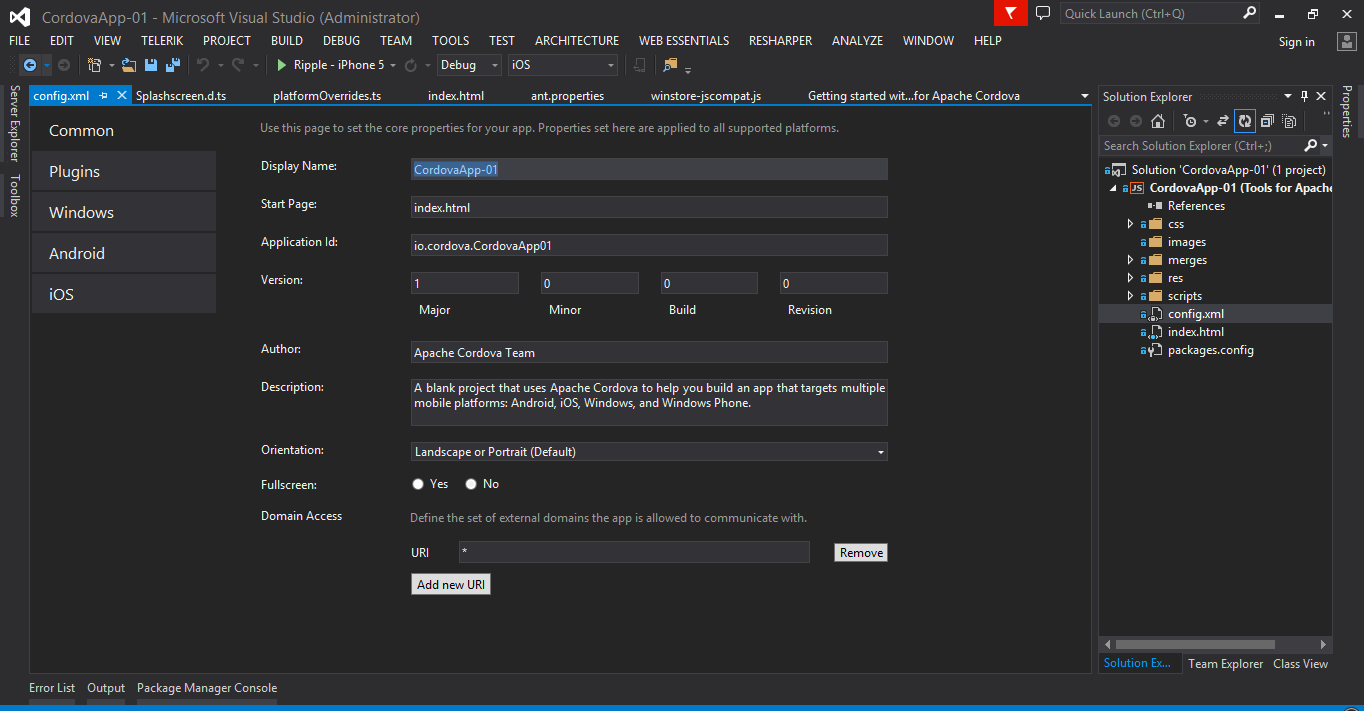 CordovaApp-01 - Microsoft Visual Studio (Administrator)
Quick Launch (Ctrl+Q)
FILE EDIT VIEW TELERIK PROJECT BUILD DEBUG TEAM TOOLS TEST ARCHITECTURE WEB ESSENTIALS RESHARPER ANALYZE WINDOW HELP
Sign in
Ripple - iPhone 5 Debug iOS
Server Explorer
Toolbox
config.xml Splashscreen.d.ts platformOverrides.ts index.html ant.properties winstore-jscompat.js Getting started wit...for Apache Cordova
Common
Plugins
Windows
Android
iOS
Use this page to set the core properties for your app. Properties set here are applied to all supported platforms.
Display Name: CordovaApp-01
Start Page: index.html
Application Id: io.cordova.CordovaApp01
Version: 1 0 0 0
Major Minor Build Revision
Author: Apache Cordova Team
Description: A blank project that uses Apache Cordova to help you build an app that targets multiple
mobile platforms: Android, iOS, Windows, and Windows Phone.
Orientation: Landscape or Portrait (Default)
Fullscreen: Yes No
Domain Access Define the set of external domains the app is allowed to communicate with.
URI * Remove
Add new URI
Solution Explorer
Search Solution Explorer (Ctrl+;)
Solution 'CordovaApp-01' (1 project)
JS CordovaApp-01 (Tools for Apache
References
css
images
merges
res
scripts
config.xml
index.html
packages.config
Solution Ex... Team Explorer Class View
Properties
Error List Output Package Manager Console